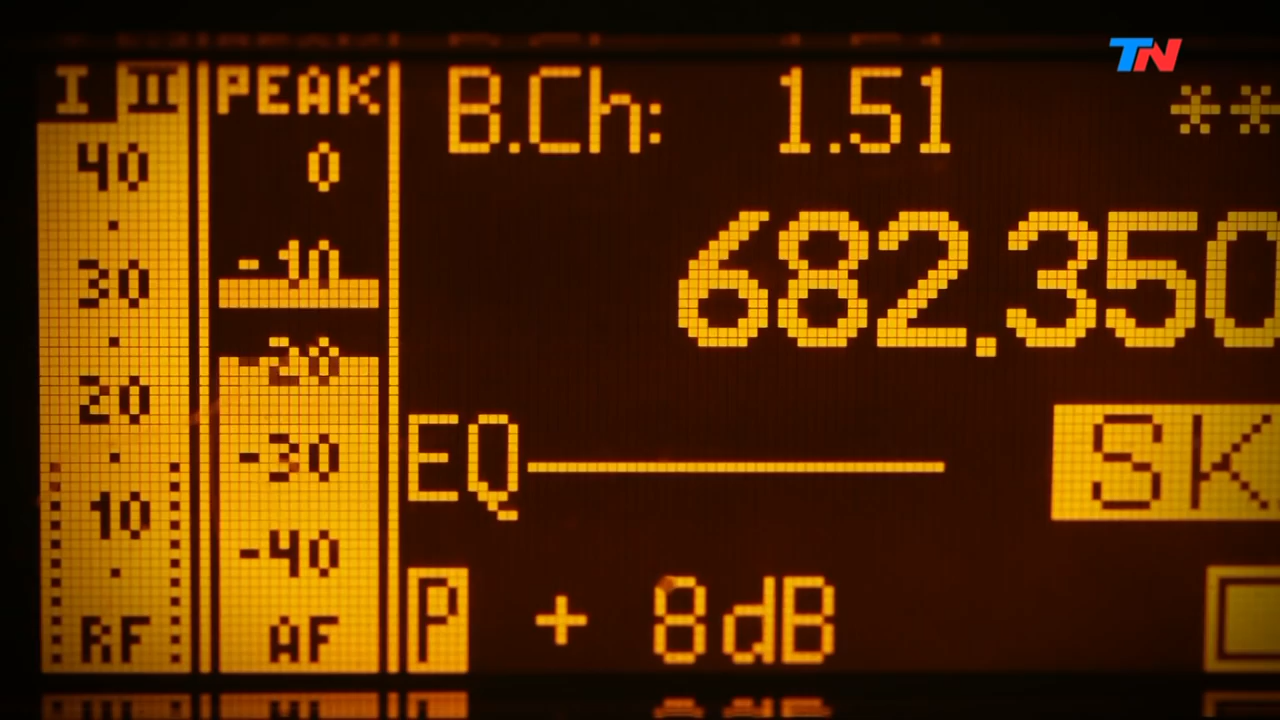 TN
I II PEAK B.Ch: 1.51 **
40 0
682.350
30 -10
20 -20
EQ SK
-30
10 -40
RF AF P + 8dB